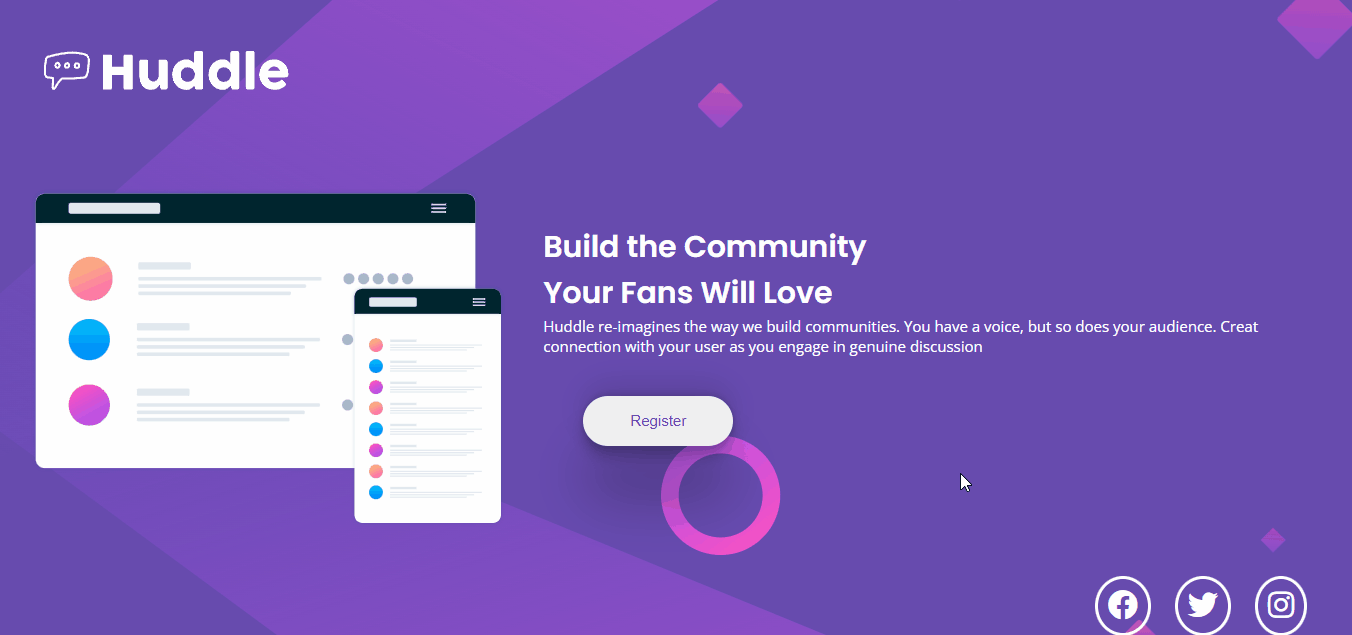 Huddle
Build the Community
Your Fans Will Love
Huddle re-imagines the way we build communities. You have a voice, but so does your audience. Creat
connection with your user as you engage in genuine discussion
Register